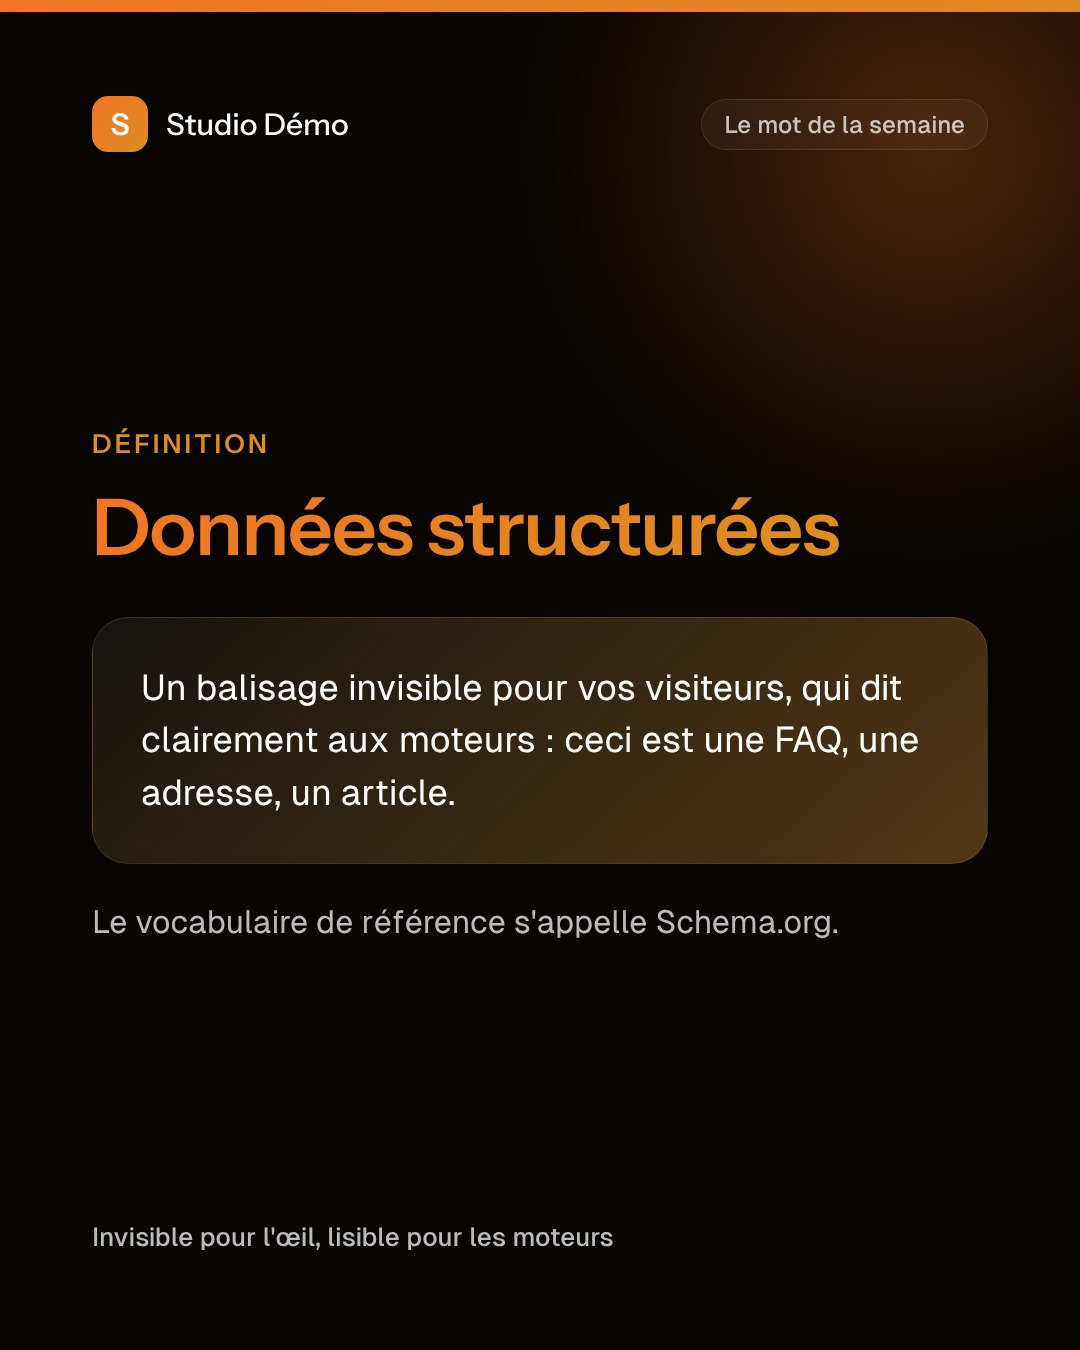 S Studio Démo
Le mot de la semaine
DÉFINITION
Données structurées
Un balisage invisible pour vos visiteurs, qui dit
clairement aux moteurs : ceci est une FAQ, une
adresse, un article.
Le vocabulaire de référence s'appelle Schema.org.
Invisible pour l'œil, lisible pour les moteurs